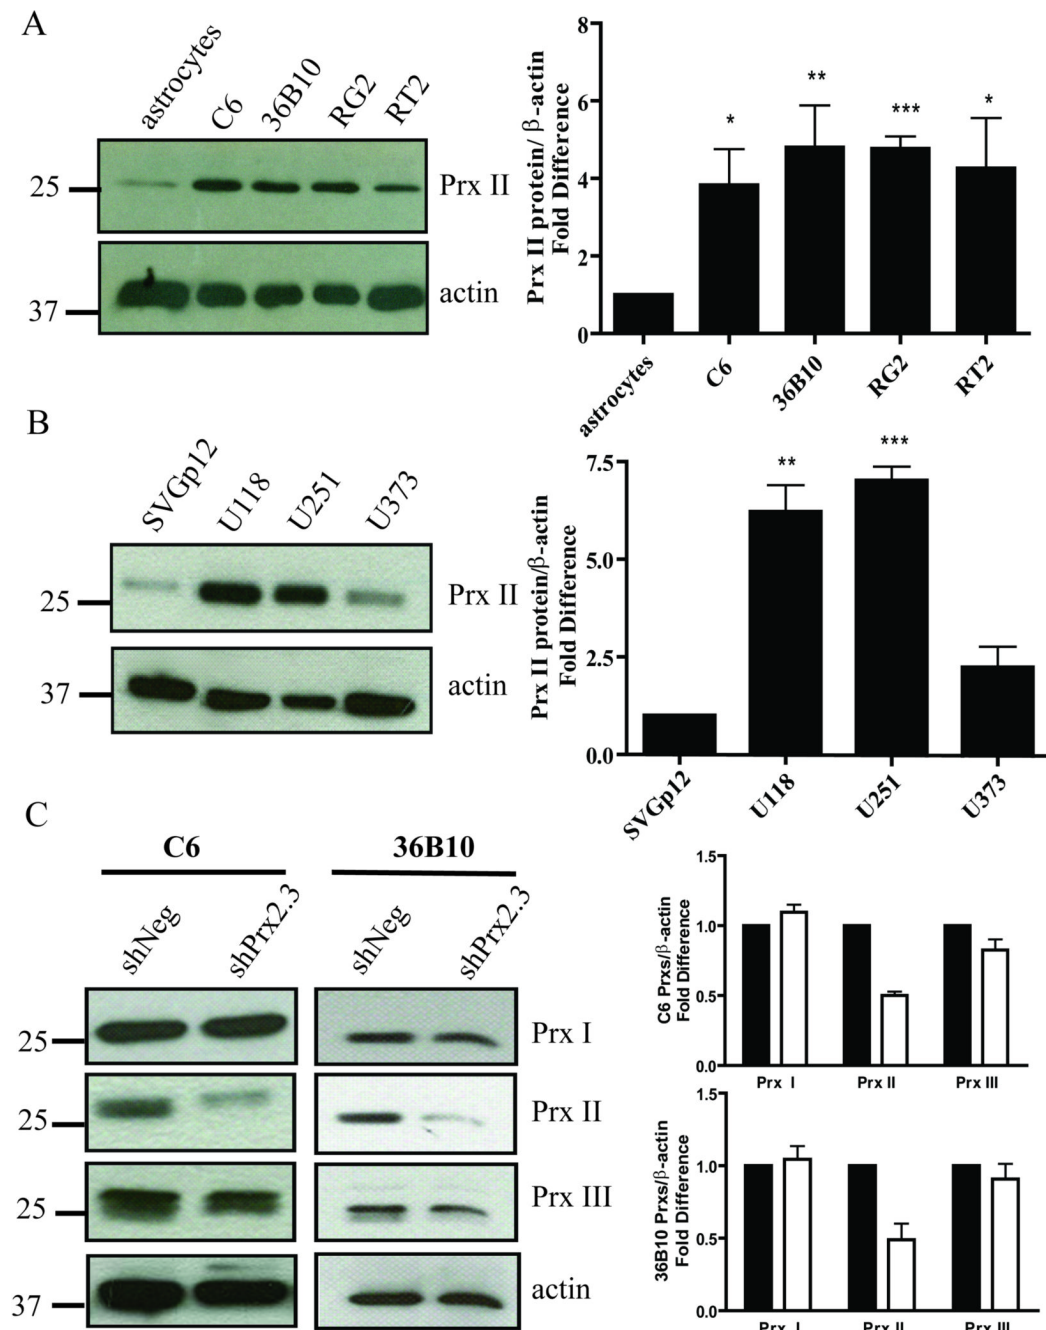 A
astrocytes
C6
36B10
RG2
RT2
25
Prx II
37
actin
Prx II protein/ β-actin
Fold Difference
8
6
4
2
0
*
**
***
*
astrocytes
C6
36B10
RG2
RT2
B
SVGp12
U118
U251
U373
25
Prx II
37
actin
Prx II protein/β-actin
Fold Difference
7.5
5.0
2.5
0.0
**
***
SVGp12
U118
U251
U373
C
C6
36B10
shNeg
shPrx2.3
shNeg
shPrx2.3
25
Prx I
25
Prx II
25
Prx III
37
actin
C6 Prxs/β-actin
Fold Difference
1.5
1.0
0.5
0.0
Prx I
Prx II
Prx III
36B10 Prxs/β-actin
Fold Difference
1.5
1.0
0.5
0.0
Prx I
Prx II
Prx III